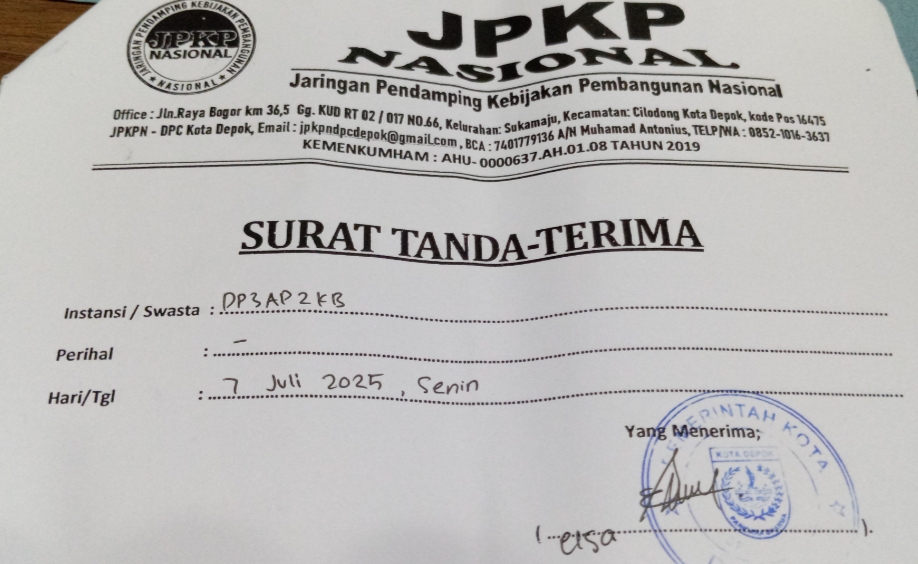 JARINGAN PENDAMPING KEBIJAKAN PEMBANGUNAN
JPKP
NASIONAL
NASIONAL
JPKP
NASIONAL
Jaringan Pendamping Kebijakan Pembangunan Nasional
Office : Jln.Raya Bogor km 36,5 Gg. KUD RT 02 / 017 NO.66, Kelurahan: Sukamaju, Kecamatan: Cilodong Kota Depok, kode Pos 16475
JPKPN - DPC Kota Depok, Email : jpkpndpcdepok@gmail.com , BCA : 7401779136 A/N Muhamad Antonius, TELP/WA : 0852-1016-3637
KEMENKUMHAM : AHU- 0000637.AH.01.08 TAHUN 2019
SURAT TANDA-TERIMA
Instansi / Swasta : DP3AP2KB
Perihal : -
Hari/Tgl : 7 Juli 2025 , Senin
Yang Menerima;
PEMERINTAH KOTA
KOTA DEPOK
( elsa ).